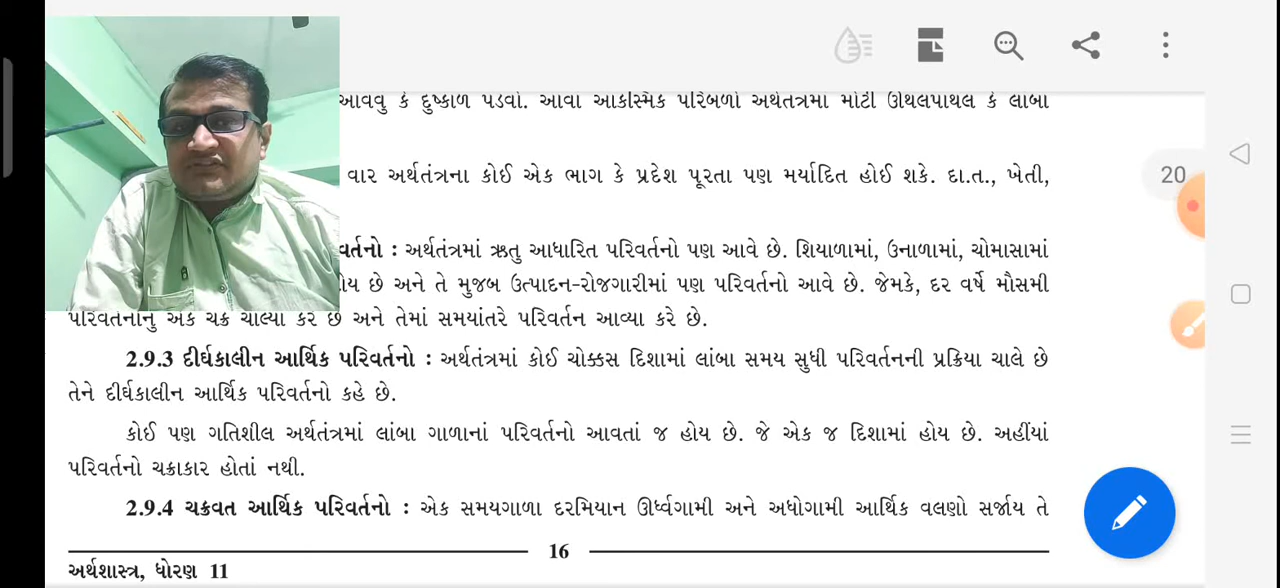 આવવું કે દુષ્કાળ પડવો. આવા આકસ્મિક પરિબળો અર્થતંત્રમાં મોટી ઊથલપાથલ કે લાંબા
વાર અર્થતંત્રના કોઈ એક ભાગ કે પ્રદેશ પૂરતા પણ મર્યાદિત હોઈ શકે. દા.ત., ખેતી,
20
વર્તનો : અર્થતંત્રમાં ઋતુ આધારિત પરિવર્તનો પણ આવે છે. શિયાળામાં, ઉનાળામાં, ચોમાસામાં
ોય છે અને તે મુજબ ઉત્પાદન-રોજગારીમાં પણ પરિવર્તનો આવે છે. જેમકે, દર વર્ષે મૌસમી
પરિવર્તનોનું એક ચક્ર ચાલ્યા કરે છે અને તેમાં સમયાંતરે પરિવર્તન આવ્યા કરે છે.
2.9.3 દીર્ઘકાલીન આર્થિક પરિવર્તનો : અર્થતંત્રમાં કોઈ ચોક્કસ દિશામાં લાંબા સમય સુધી પરિવર્તનની પ્રક્રિયા ચાલે છે
તેને દીર્ઘકાલીન આર્થિક પરિવર્તનો કહે છે.
કોઈ પણ ગતિશીલ અર્થતંત્રમાં લાંબા ગાળાનાં પરિવર્તનો આવતાં જ હોય છે. જે એક જ દિશામાં હોય છે. અહીંયાં
પરિવર્તનો ચક્રાકાર હોતાં નથી.
2.9.4 ચક્રવત આર્થિક પરિવર્તનો : એક સમયગાળા દરમિયાન ઊર્ધ્વગામી અને અધોગામી આર્થિક વલણો સર્જાય તે
16
અર્થશાસ્ત્ર, ધોરણ 11